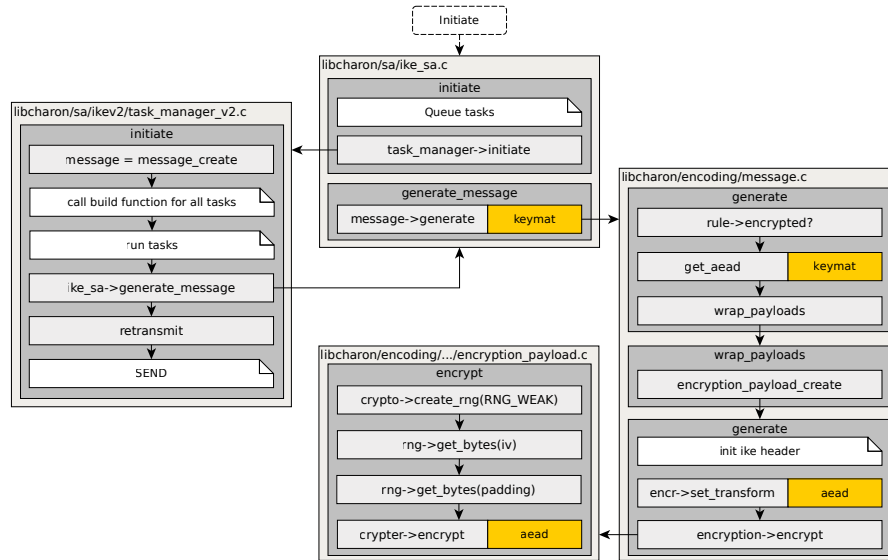 Initiate
libcharon/sa/ike_sa.c
initiate
Queue tasks
task_manager->initiate
generate_message
message->generate keymat
libcharon/sa/ikev2/task_manager_v2.c
initiate
message = message_create
call build function for all tasks
run tasks
ike_sa->generate_message
retransmit
SEND
libcharon/encoding/message.c
generate
rule->encrypted?
get_aead keymat
wrap_payloads
wrap_payloads
encryption_payload_create
generate
init ike header
encr->set_transform aead
encryption->encrypt
libcharon/encoding/.../encryption_payload.c
encrypt
crypto->create_rng(RNG_WEAK)
rng->get_bytes(iv)
rng->get_bytes(padding)
crypter->encrypt aead